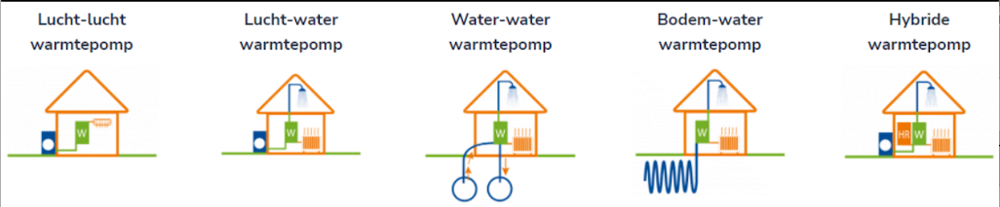 Lucht-lucht
warmtepomp
Lucht-water
warmtepomp
Water-water
warmtepomp
Bodem-water
warmtepomp
Hybride
warmtepomp
W
W
W
W
HR W